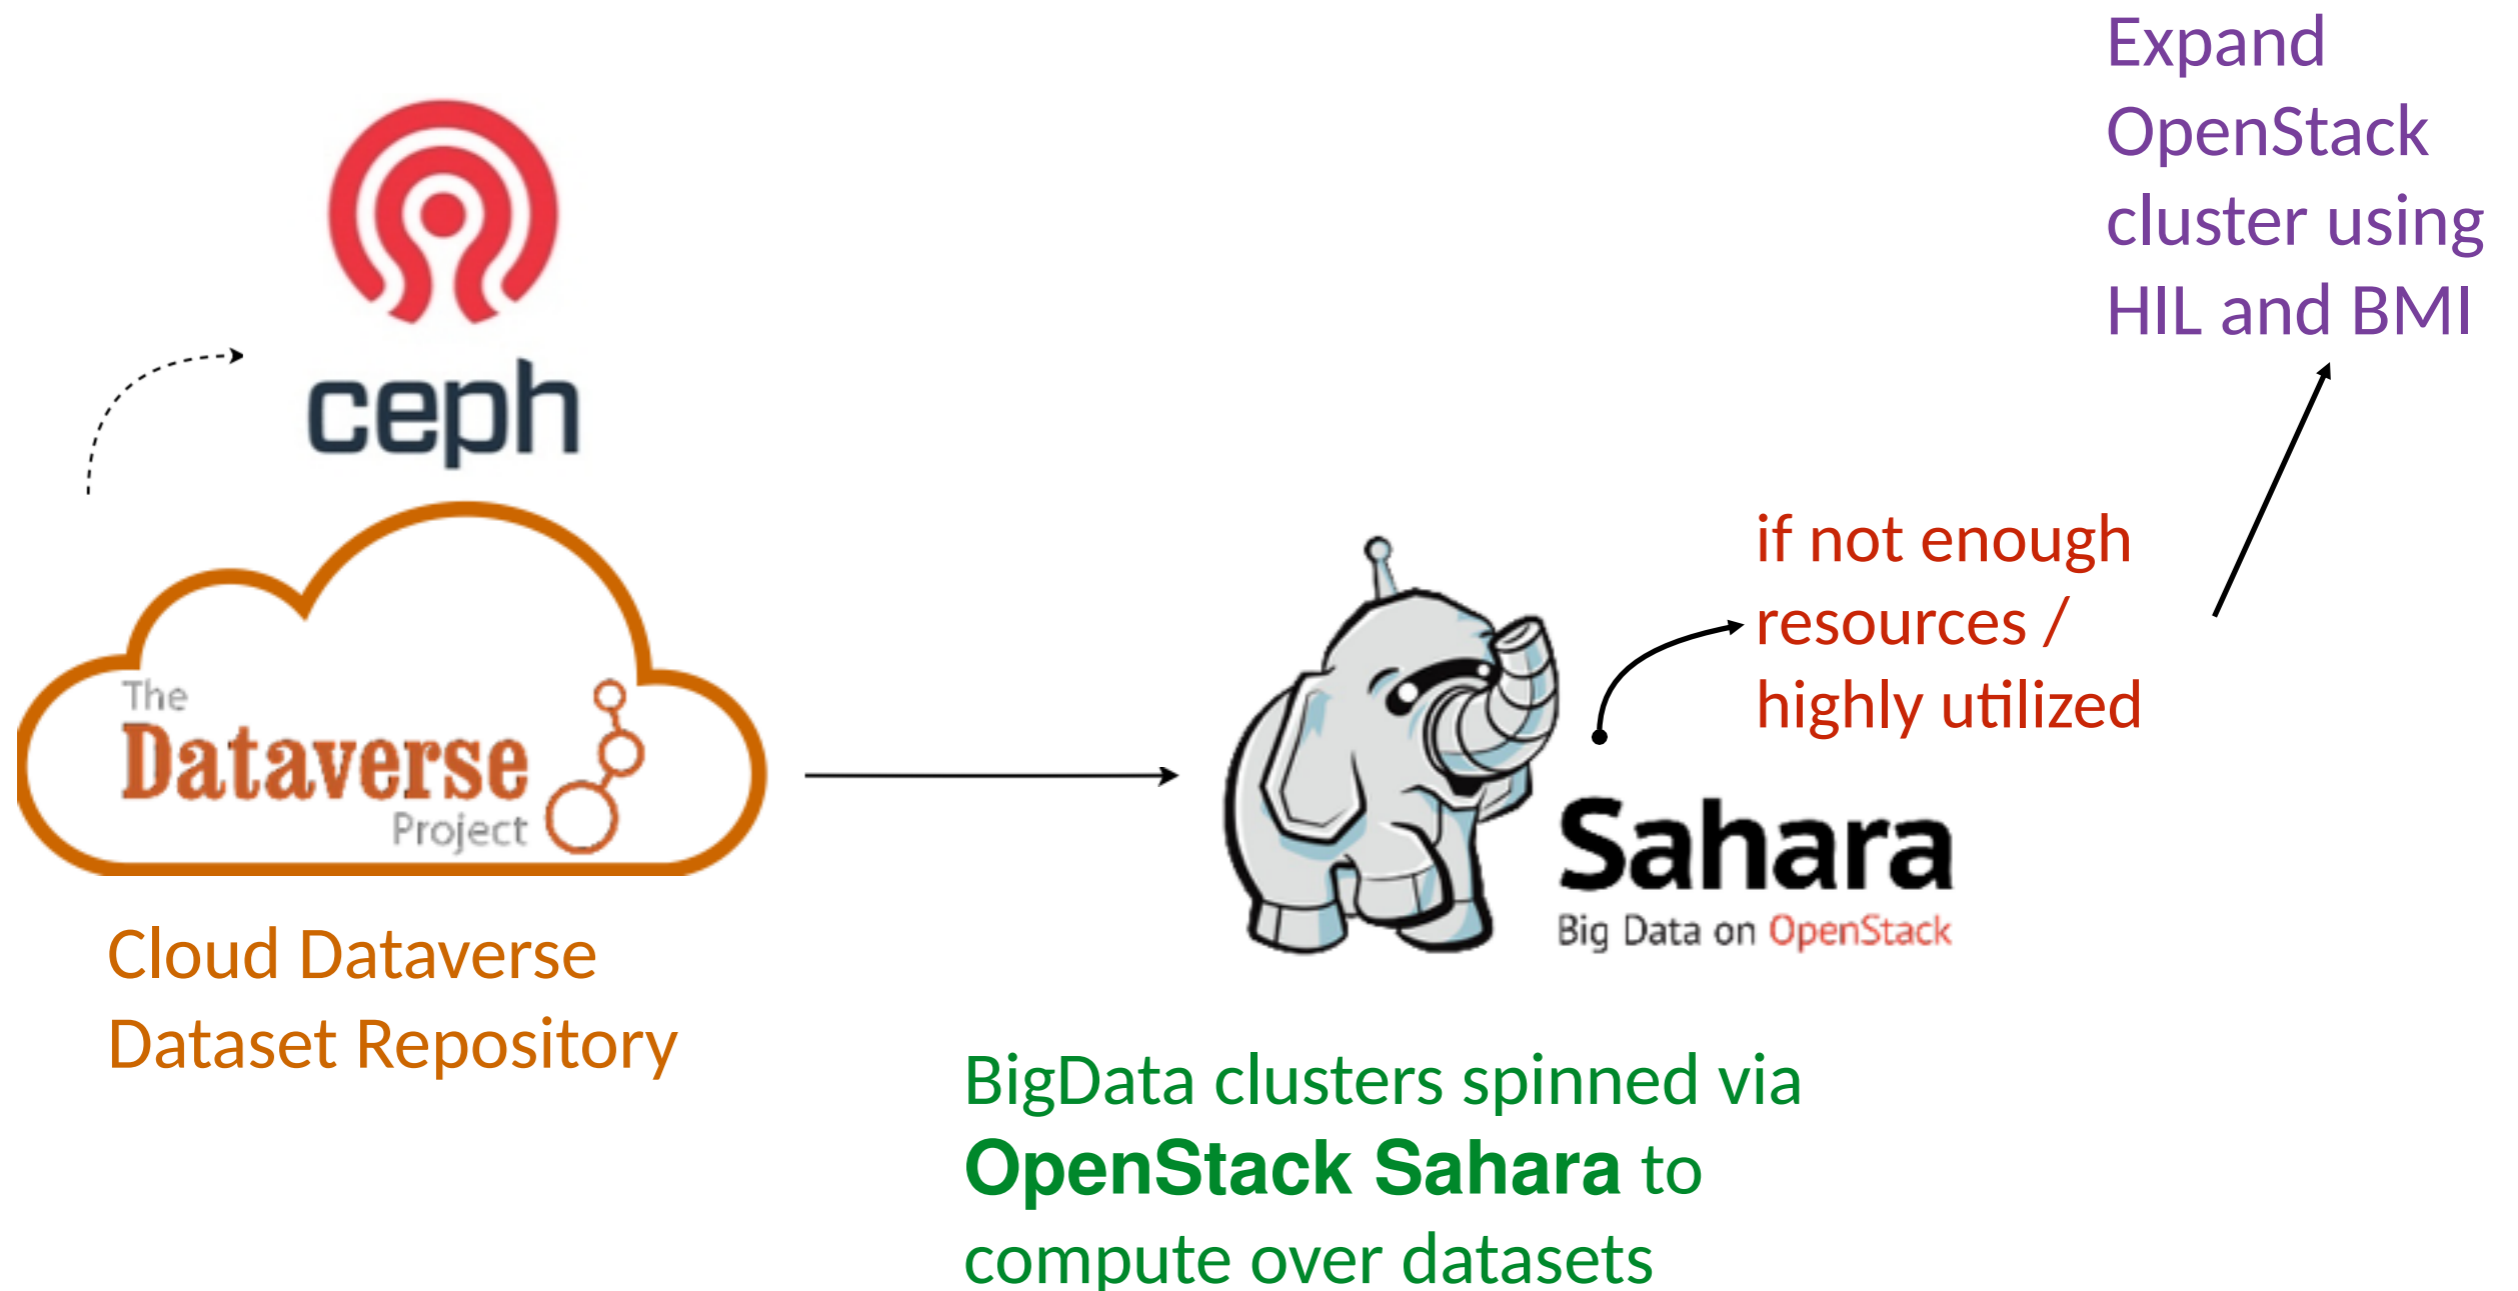 ceph
The
Dataverse
Project
Cloud Dataverse
Dataset Repository
Sahara
Big Data on OpenStack
BigData clusters spinned via
OpenStack Sahara to
compute over datasets
if not enough
resources /
highly utilized
Expand
OpenStack
cluster using
HIL and BMI